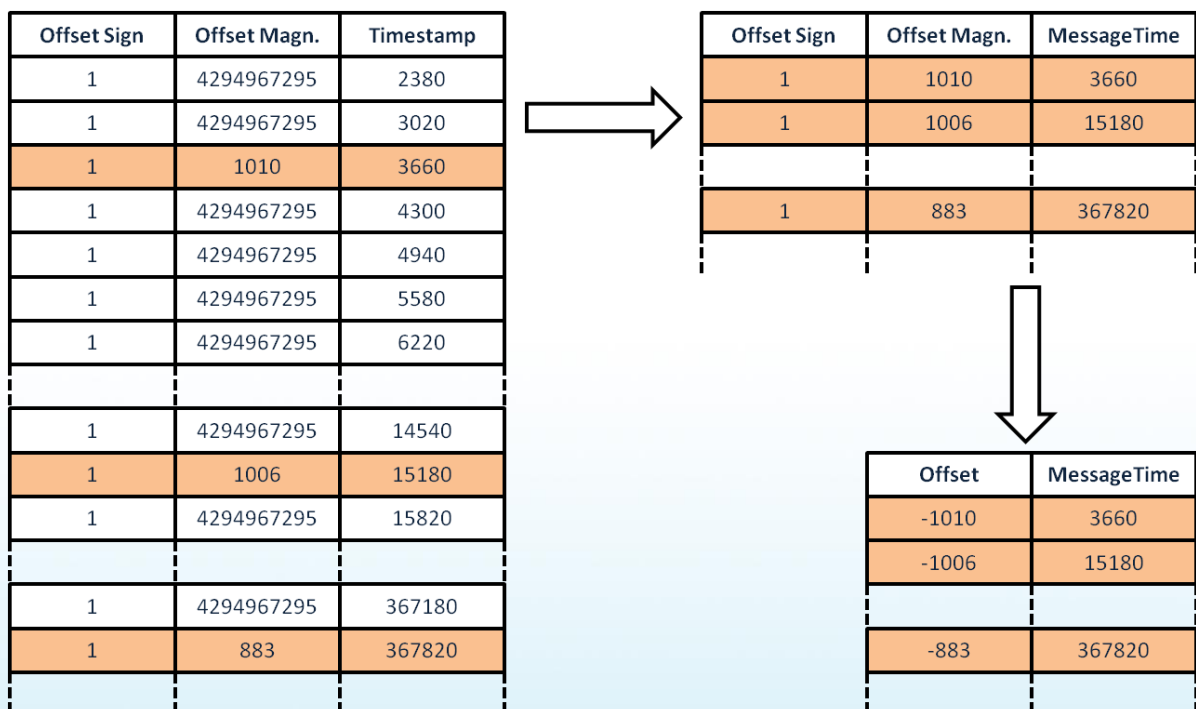 Offset Sign Offset Magn. Timestamp
1 4294967295 2380
1 4294967295 3020
1 1010 3660
1 4294967295 4300
1 4294967295 4940
1 4294967295 5580
1 4294967295 6220
1 4294967295 14540
1 1006 15180
1 4294967295 15820
1 4294967295 367180
1 883 367820
Offset Sign Offset Magn. MessageTime
1 1010 3660
1 1006 15180
1 883 367820
Offset MessageTime
-1010 3660
-1006 15180
-883 367820